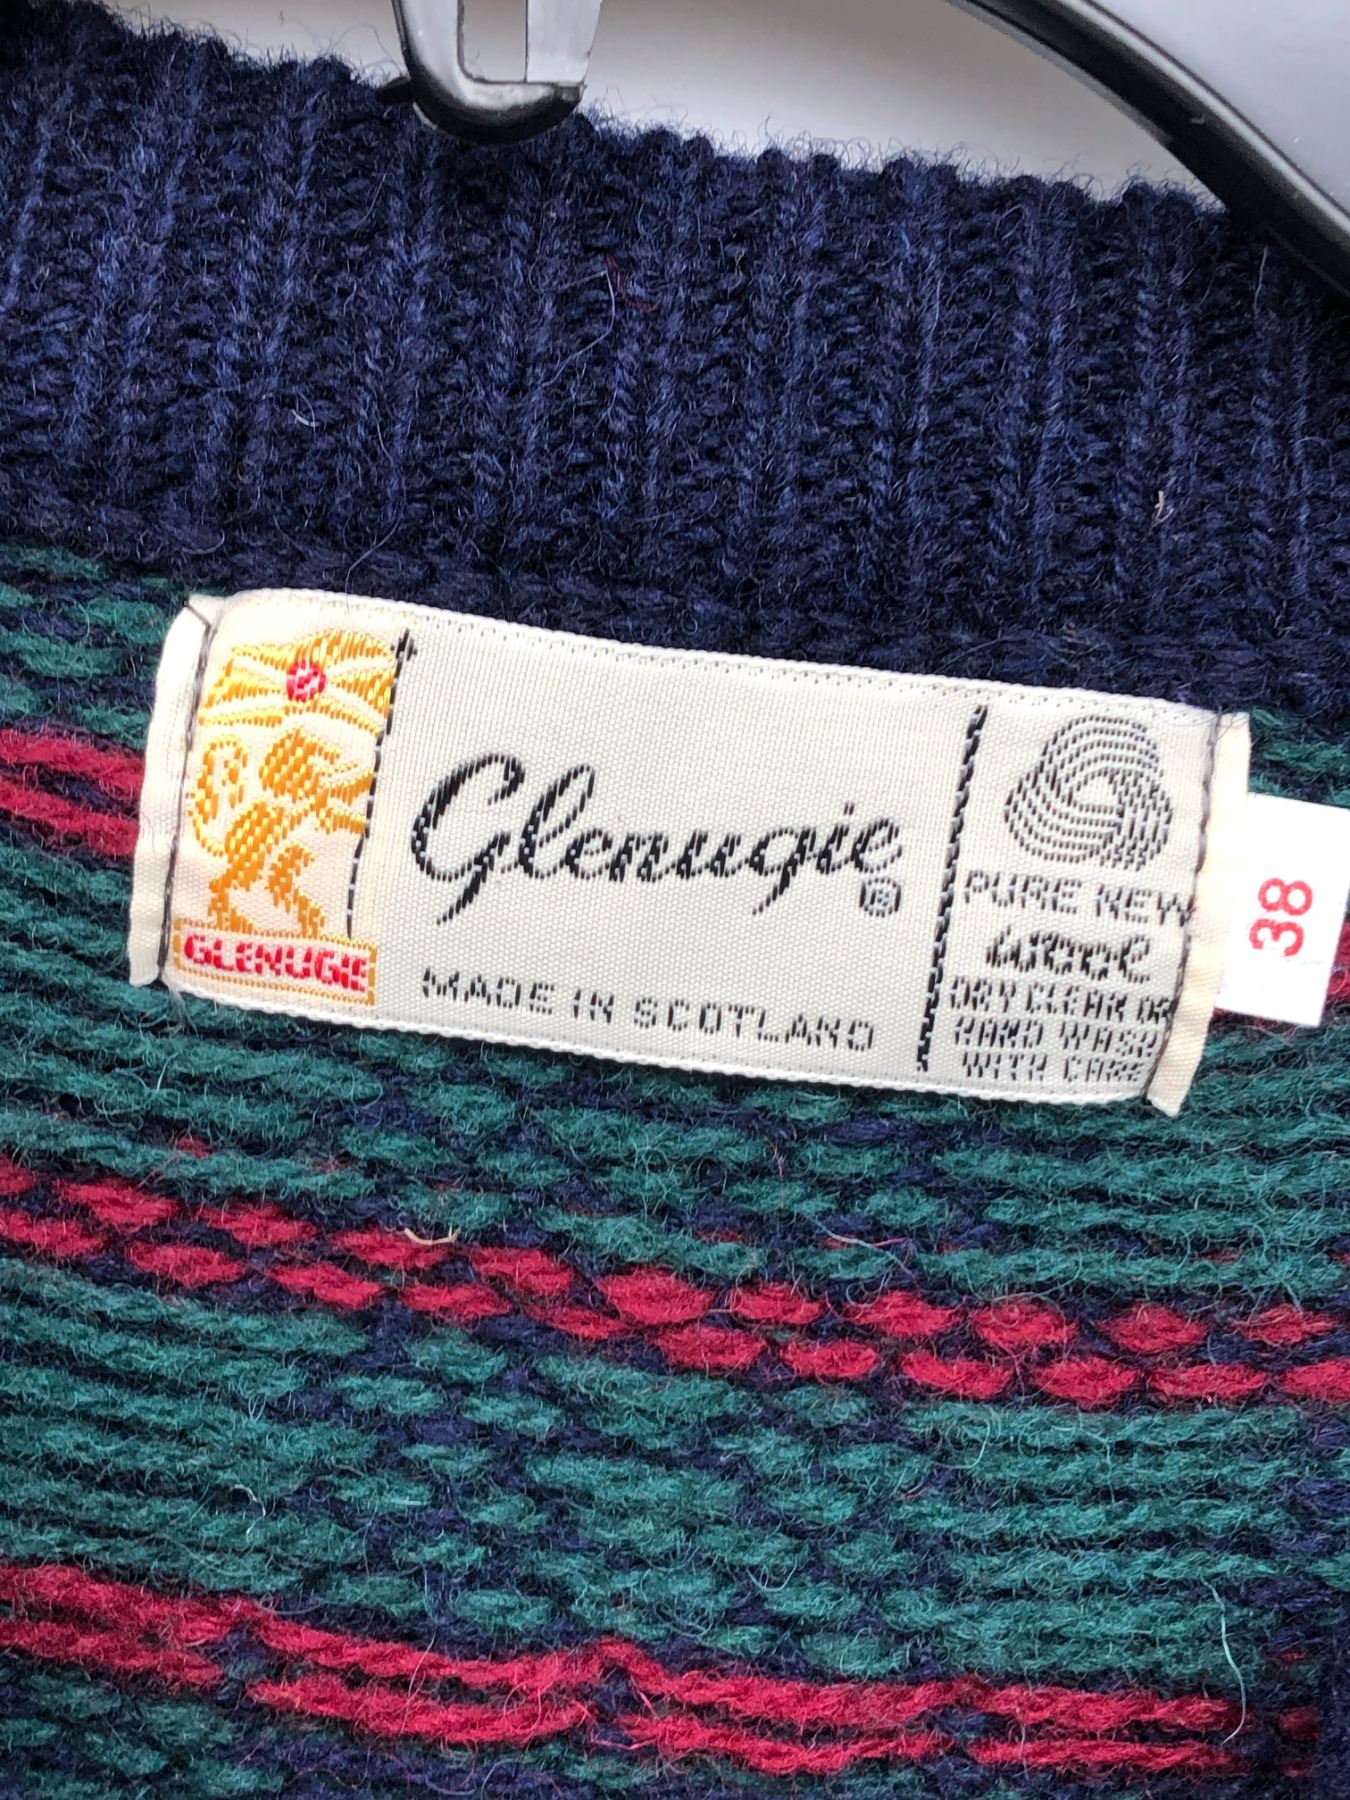 GLENUGIE
Glenugie®
MADE IN SCOTLAND
PURE NEW
Wool
DRY CLEAN OR
HAND WASH
WITH CARE
38